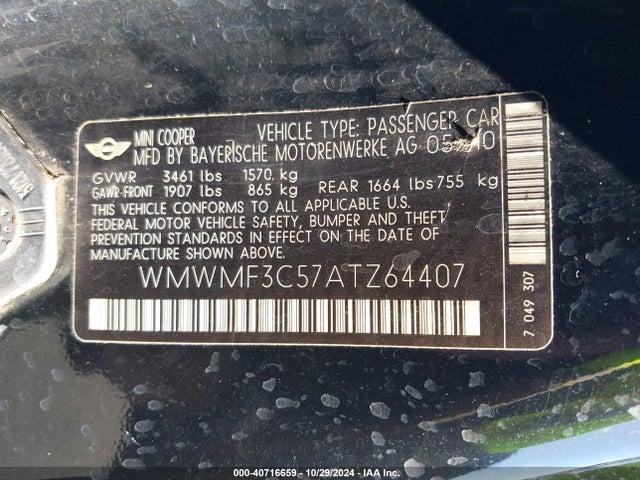 MINI COOPER VEHICLE TYPE: PASSENGER CAR
MFD BY BAYERISCHE MOTORENWERKE AG 05/10
GVWR 3461 lbs 1570 kg
GAWR-FRONT 1907 lbs 865 kg REAR 1664 lbs 755 kg
THIS VEHICLE CONFORMS TO ALL APPLICABLE U.S.
FEDERAL MOTOR VEHICLE SAFETY, BUMPER AND THEFT
PREVENTION STANDARDS IN EFFECT ON THE DATE OF
MANUFACTURE SHOWN ABOVE.
WMWMF3C57ATZ64407
7 049 307
000-40716659 - 10/29/2024 - IAA Inc.